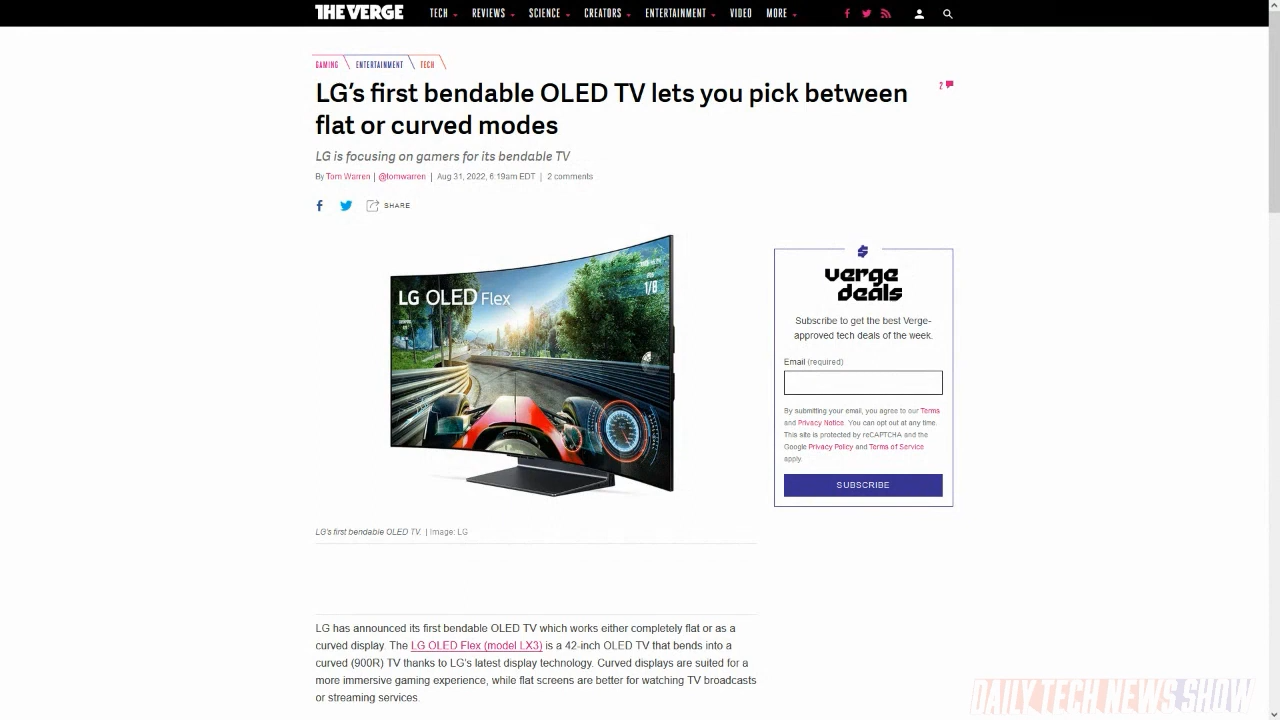 THE VERGE
TECH REVIEWS SCIENCE CREATORS ENTERTAINMENT VIDEO MORE
GAMING ENTERTAINMENT TECH
LG’s first bendable OLED TV lets you pick between
flat or curved modes
2
LG is focusing on gamers for its bendable TV
By Tom Warren | @tomwarren | Aug 31, 2022, 6:19am EDT | 2 comments
SHARE
LG OLED Flex
1/8
LG’s first bendable OLED TV. | Image: LG
LG has announced its first bendable OLED TV which works either completely flat or as a
curved display. The LG OLED Flex (model LX3) is a 42-inch OLED TV that bends into a
curved (900R) TV thanks to LG’s latest display technology. Curved displays are suited for a
more immersive gaming experience, while flat screens are better for watching TV broadcasts
or streaming services.
verge
deals
Subscribe to get the best Verge-
approved tech deals of the week.
Email (required)
By submitting your email, you agree to our Terms
and Privacy Notice. You can opt out at any time.
This site is protected by reCAPTCHA and the
Google Privacy Policy and Terms of Service
apply.
SUBSCRIBE
DAILY TECH NEWS SHOW